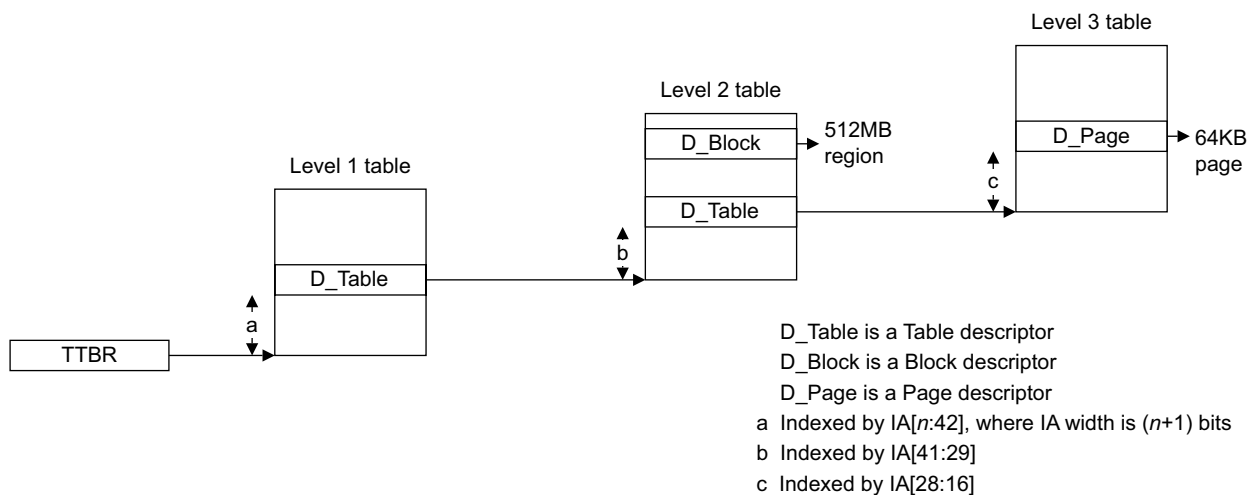 Level 3 table
Level 2 table
D_Block
512MB
region
D_Page
64KB
page
c
Level 1 table
D_Table
b
D_Table
a
TTBR
D_Table is a Table descriptor
D_Block is a Block descriptor
D_Page is a Page descriptor
a Indexed by IA[n:42], where IA width is (n+1) bits
b Indexed by IA[41:29]
c Indexed by IA[28:16]